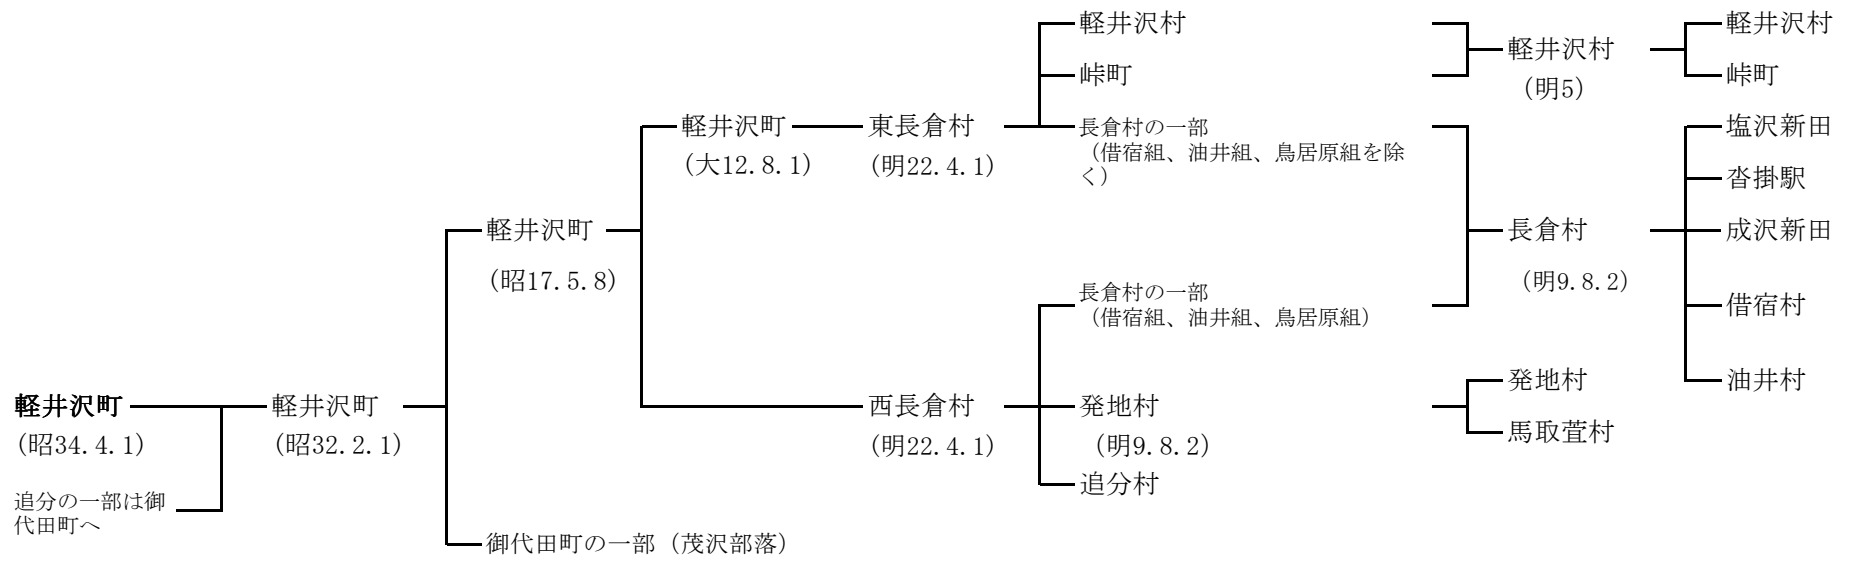 軽井沢村
軽井沢村
峠町
軽井沢村
(明5)
峠町
軽井沢町
(大12.8.1)
東長倉村
(明22.4.1)
長倉村の一部
(借宿組、油井組、鳥居原組を除
く)
塩沢新田
沓掛駅
軽井沢町
(昭17.5.8)
長倉村
(明9.8.2)
成沢新田
長倉村の一部
(借宿組、油井組、鳥居原組)
借宿村
発地村
油井村
軽井沢町
(昭34.4.1)
軽井沢町
(昭32.2.1)
西長倉村
(明22.4.1)
発地村
(明9.8.2)
馬取萱村
追分村
追分の一部は御
代田町へ
御代田町の一部(茂沢部落)